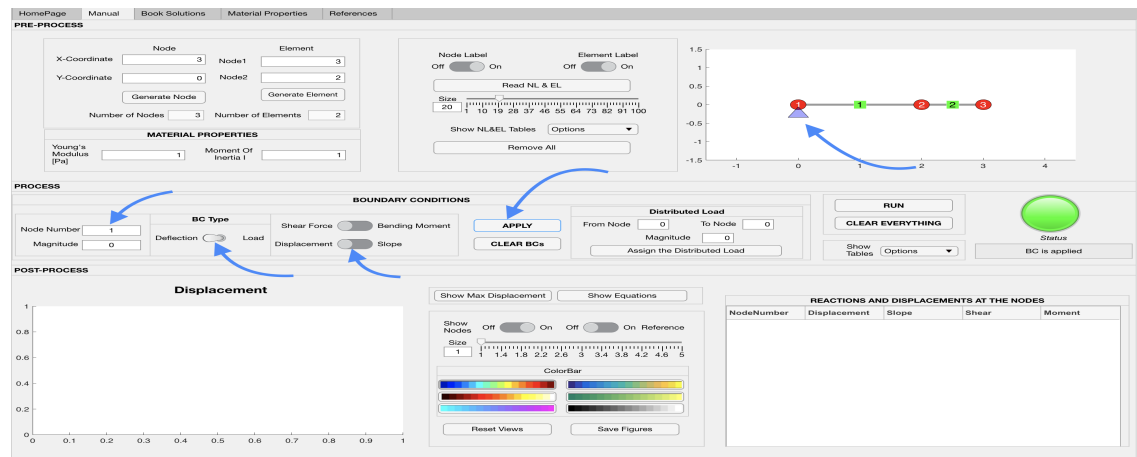 HomePage Manual Book Solutions Material Properties References
PRE-PROCESS
Node Element
X-Coordinate 3 Node1 3
Y-Coordinate 0 Node2 2
Generate Node Generate Element
Number of Nodes 3 Number of Elements 2
MATERIAL PROPERTIES
Young's Modulus [Pa] 1 Moment Of Inertia I 1
Node Label Element Label
Off On Off On
Read NL & EL
Size
20 1 10 19 28 37 46 55 64 73 82 91 100
Show NL&EL Tables Options
Remove All
1.5
1
0.5
0
-0.5
-1
-1.5
1 1 2 2 3
-1 0 1 2 3 4
PROCESS
BOUNDARY CONDITIONS
Node Number 1
Magnitude 0
BC Type
Deflection Load
Shear Force Bending Moment
Displacement Slope
APPLY
CLEAR BCs
Distributed Load
From Node 0 To Node 0
Magnitude 0
Assign the Distributed Load
RUN
CLEAR EVERYTHING
Show Tables Options
Status
BC is applied
POST-PROCESS
Displacement
1
0.8
0.6
0.4
0.2
0
0 0.1 0.2 0.3 0.4 0.5 0.6 0.7 0.8 0.9 1
Show Max Displacement Show Equations
Show Nodes Off On Off On Reference
Size
1 1 1.4 1.8 2.2 2.6 3 3.4 3.8 4.2 4.6 5
ColorBar
Reset Views Save Figures
REACTIONS AND DISPLACEMENTS AT THE NODES
NodeNumber Displacement Slope Shear Moment